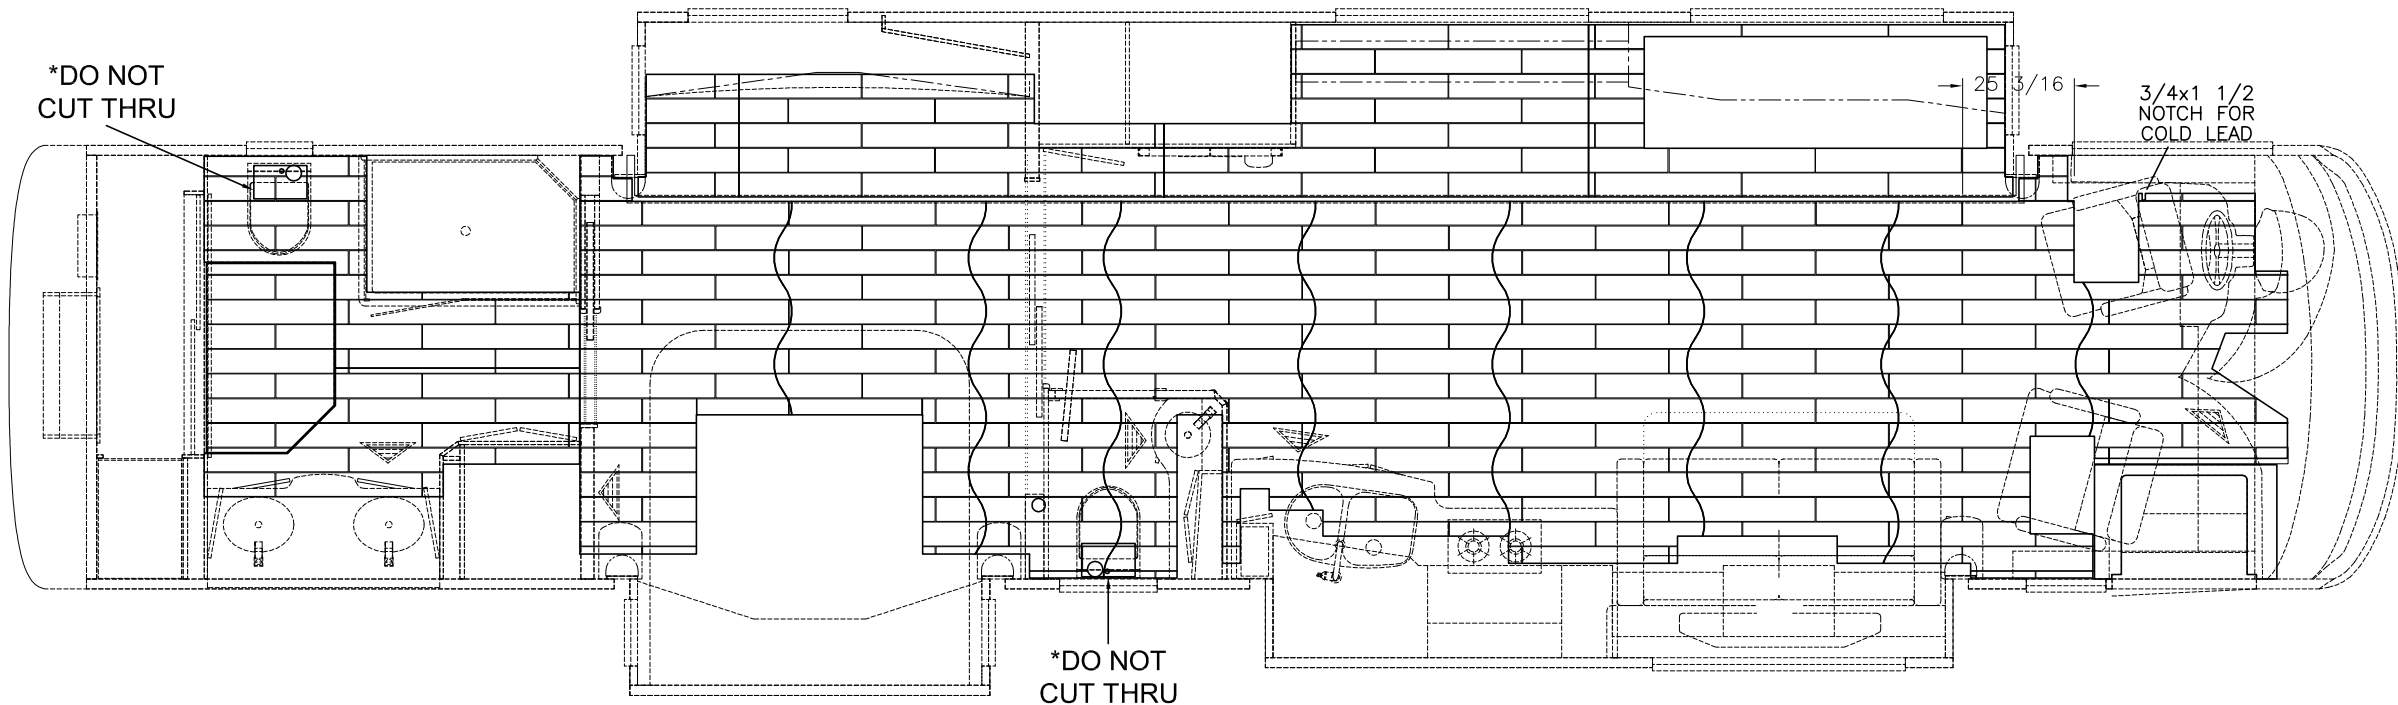 *DO NOT
CUT THRU
25 3/16
3/4x1 1/2
NOTCH FOR
COLD LEAD
*DO NOT
CUT THRU